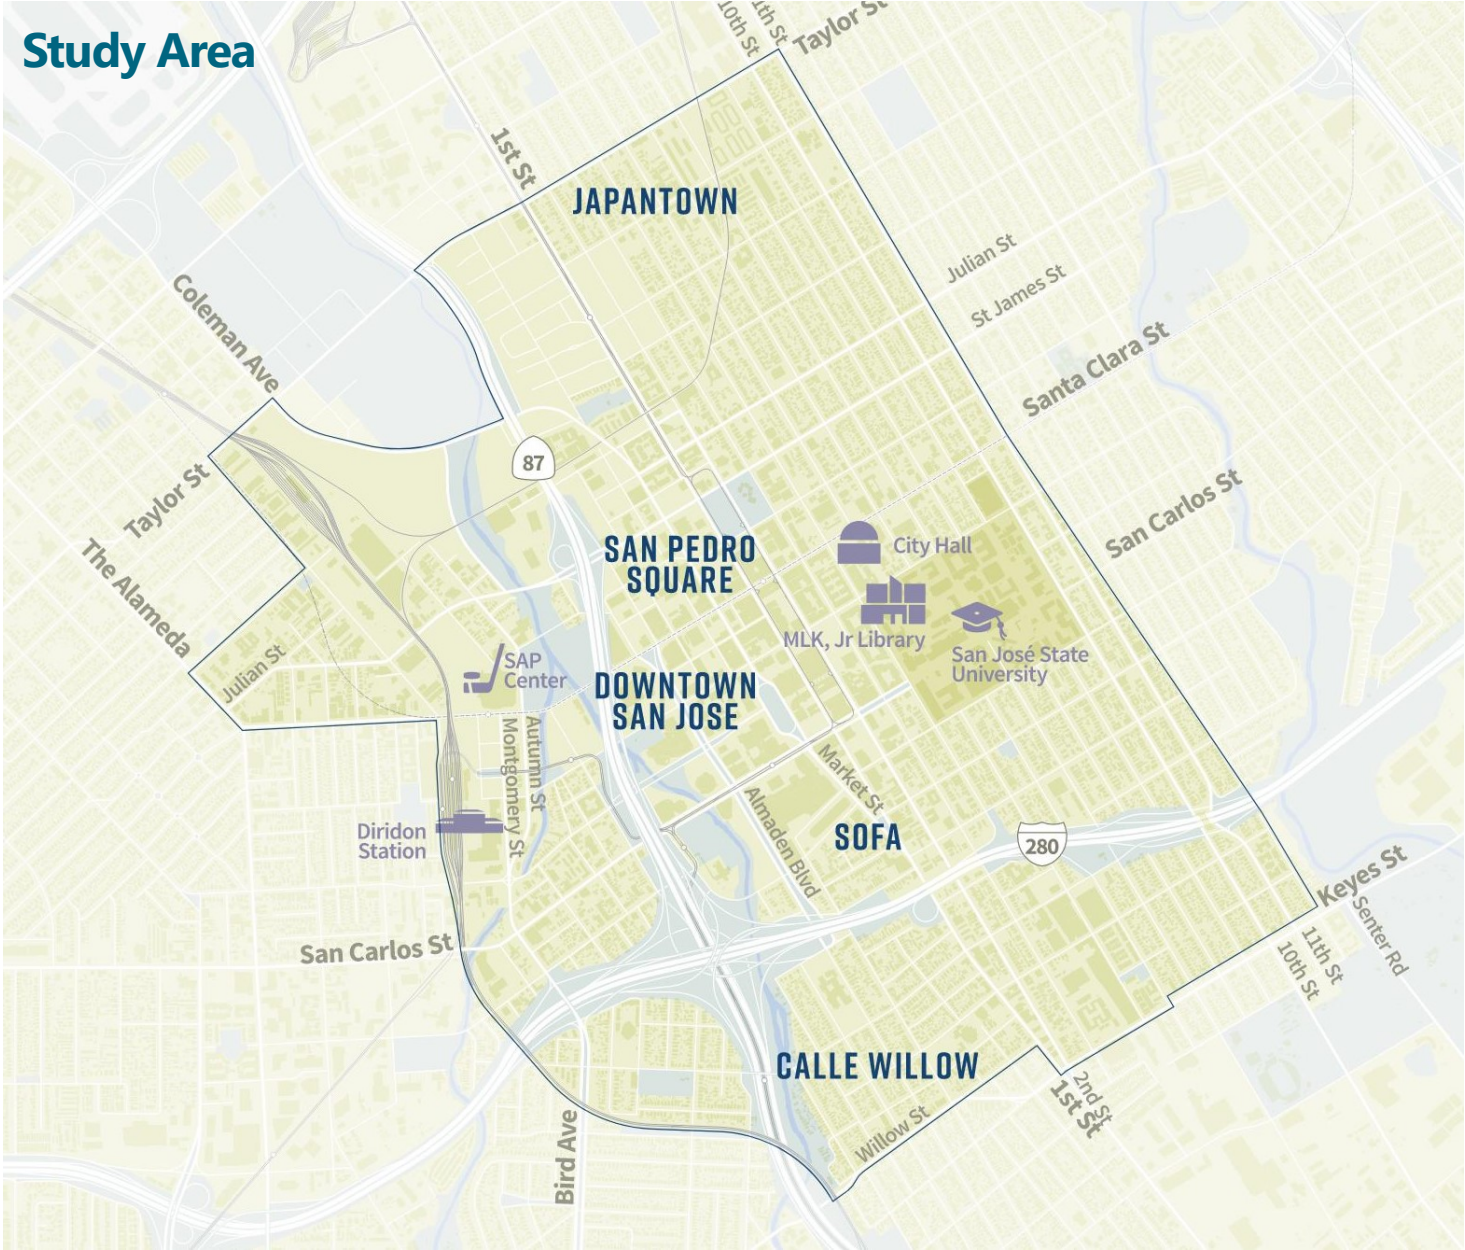 Study Area
10th St
11th St
Taylor St
1st St
JAPANTOWN
Julian St
St James St
Coleman Ave
Santa Clara St
87
Taylor St
San Carlos St
The Alameda
SAN PEDRO
SQUARE
City Hall
MLK, Jr Library
San José State
University
Julian St
SAP
Center
DOWNTOWN
SAN JOSE
Autumn St
Montgomery St
Market St
Almaden Blvd
Diridon
Station
SOFA
280
Keyes St
Senter Rd
11th St
10th St
San Carlos St
CALLE WILLOW
2nd St
1st St
Willow St
Bird Ave